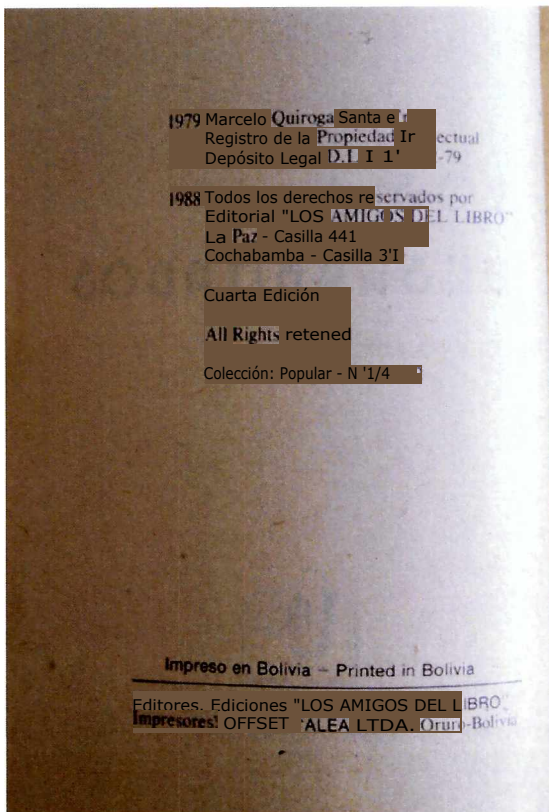 1979 Marcelo Quiroga Santa
Registro de la Propiedad
Depósito Legal -79
1988 Todos los derechos reservados por
Editorial "LOS AMIGOS DEL LIBRO"
La Paz - Casilla 441
Cochabamba - Casilla
Cuarta Edición
All Rights retened
Colección: Popular - N
Impreso en Bolivia – Printed in Bolivia
Editores. Ediciones "LOS AMIGOS DEL LIBRO"
Impresores: OFFSET ALEA LTDA. Oruro-Bolivia